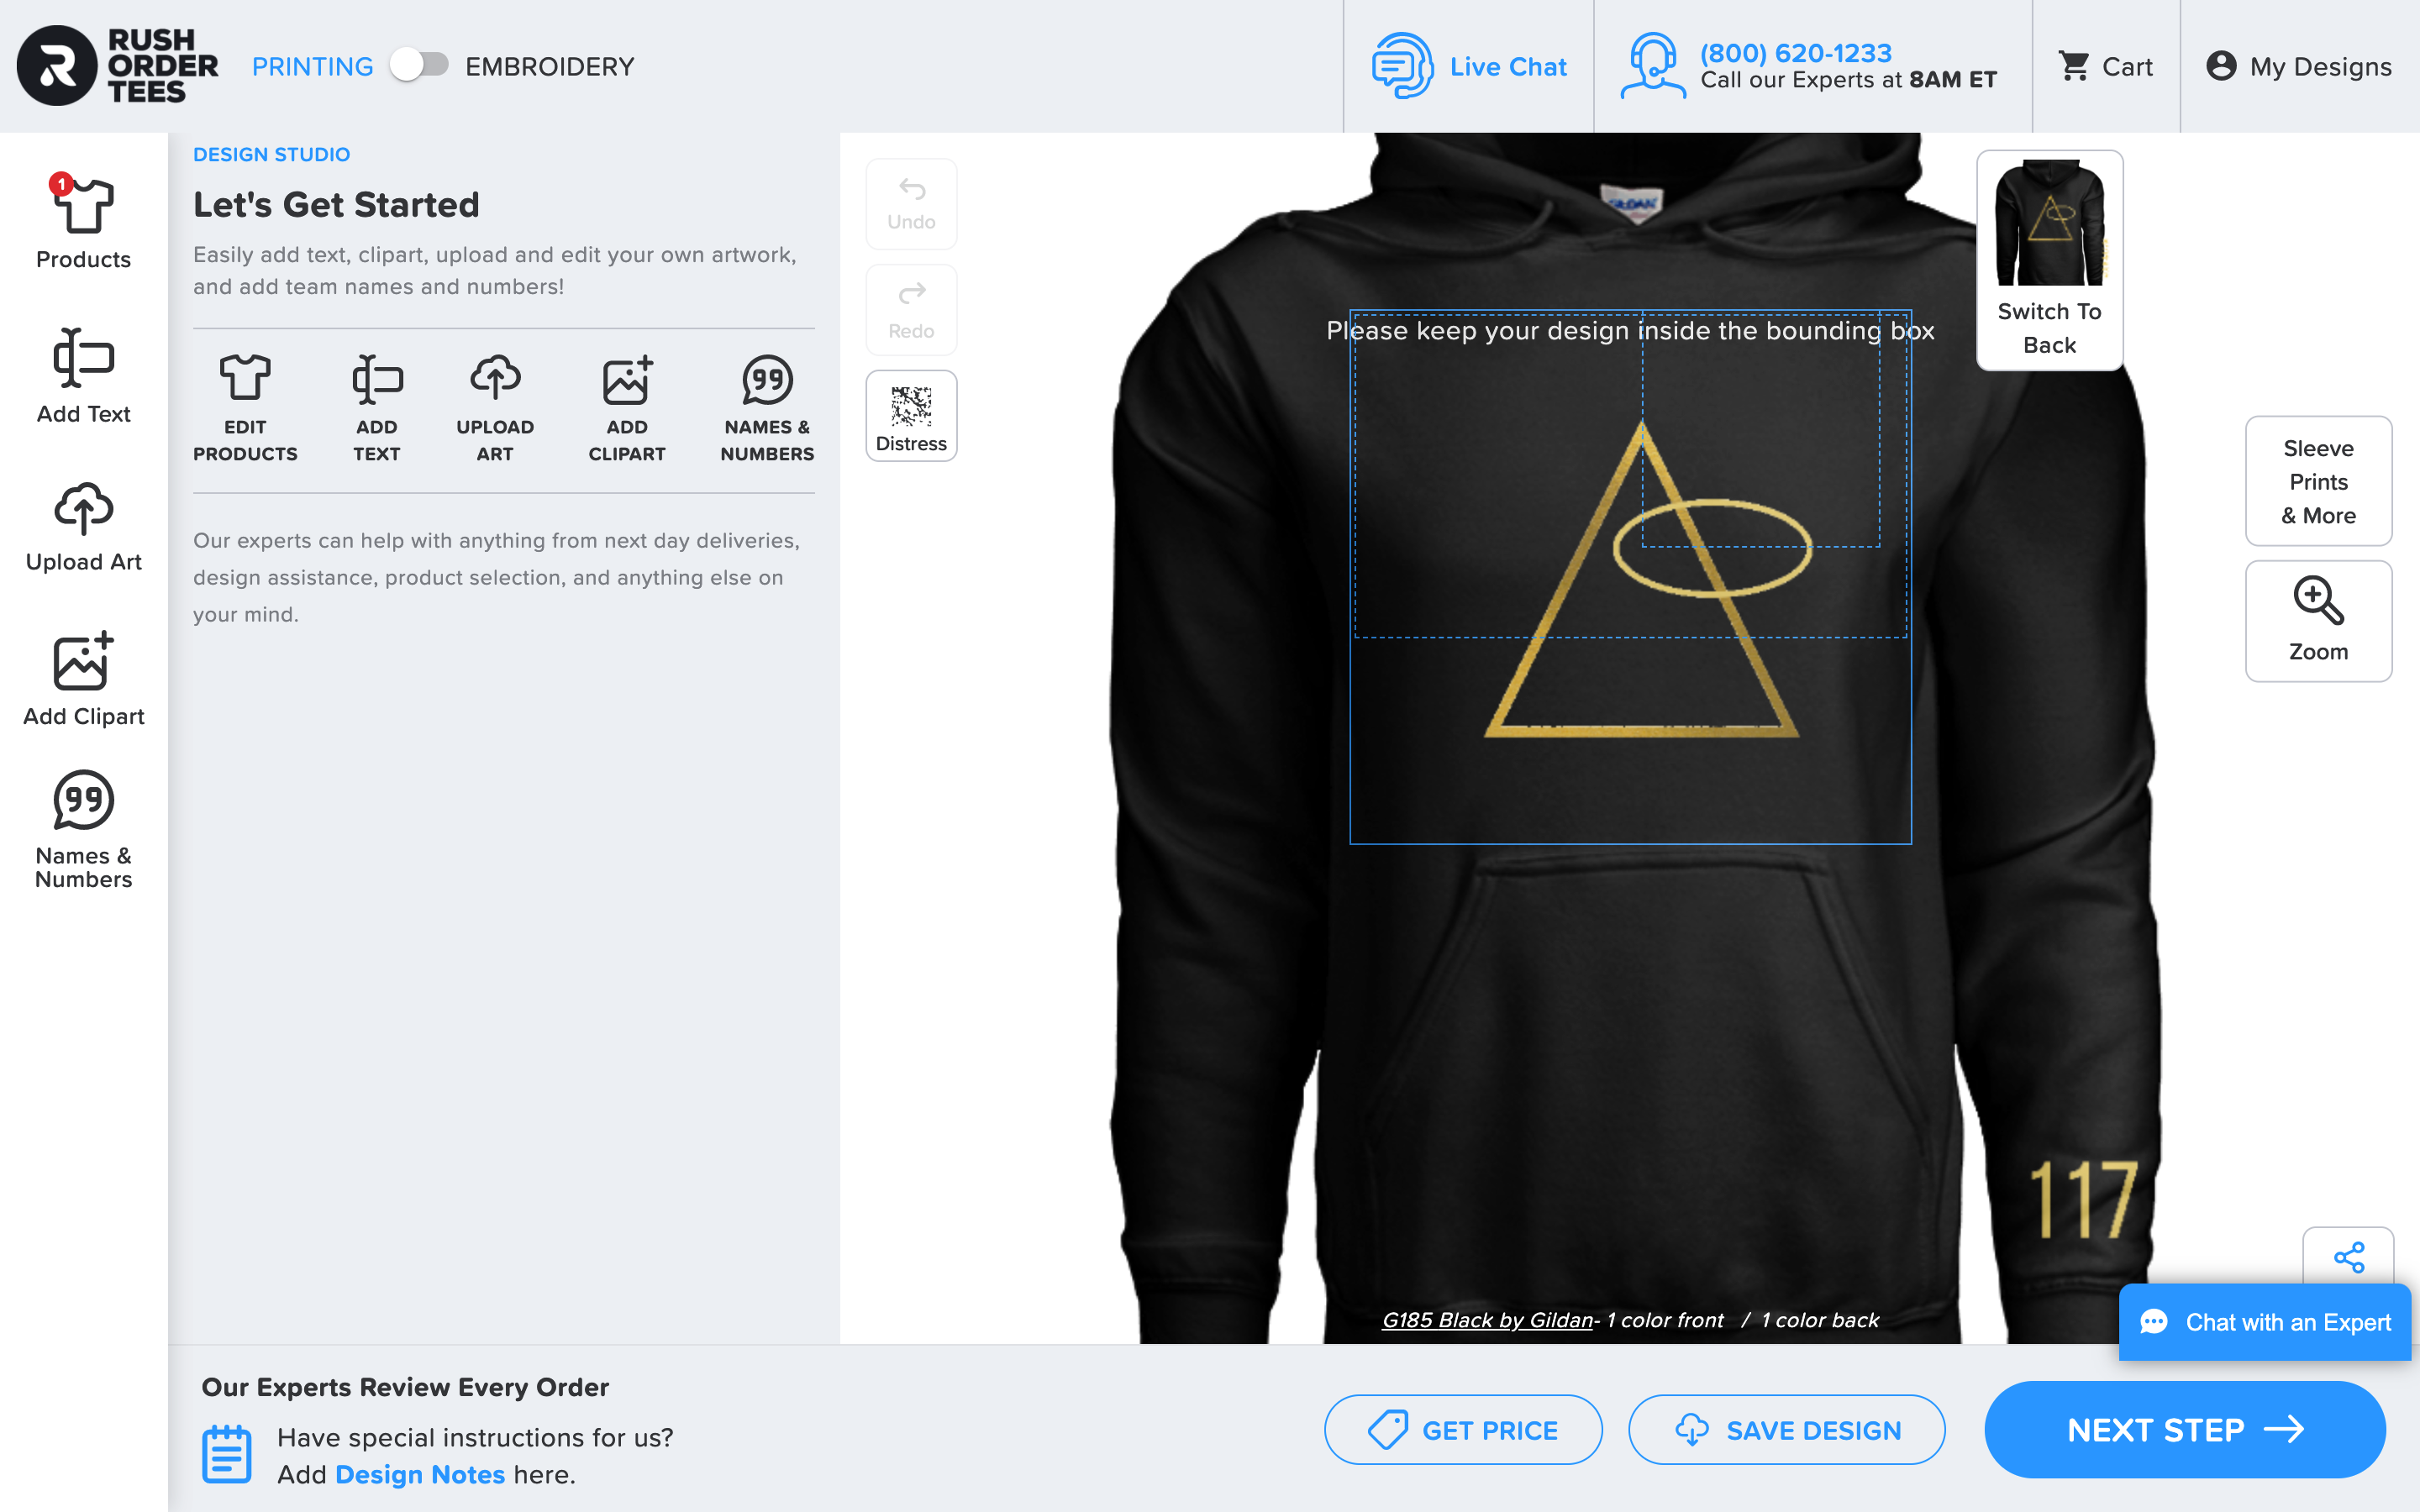 RUSH
ORDER
TEES
PRINTING
EMBROIDERY
Live Chat
(800) 620-1233
Call our Experts at 8AM ET
Cart
My Designs
1
Products
Add Text
Upload Art
Add Clipart
99
Names &
Numbers
DESIGN STUDIO
Let's Get Started
Easily add text, clipart, upload and edit your own artwork,
and add team names and numbers!
EDIT
PRODUCTS
ADD
TEXT
UPLOAD
ART
ADD
CLIPART
99
NAMES &
NUMBERS
Our experts can help with anything from next day deliveries,
design assistance, product selection, and anything else on
your mind.
Undo
Redo
Distress
GILDAN
Please keep your design inside the bounding box
Switch To
Back
Sleeve
Prints
& More
Zoom
117
G185 Black by Gildan- 1 color front / 1 color back
Chat with an Expert
Our Experts Review Every Order
Have special instructions for us?
Add Design Notes here.
GET PRICE
SAVE DESIGN
NEXT STEP